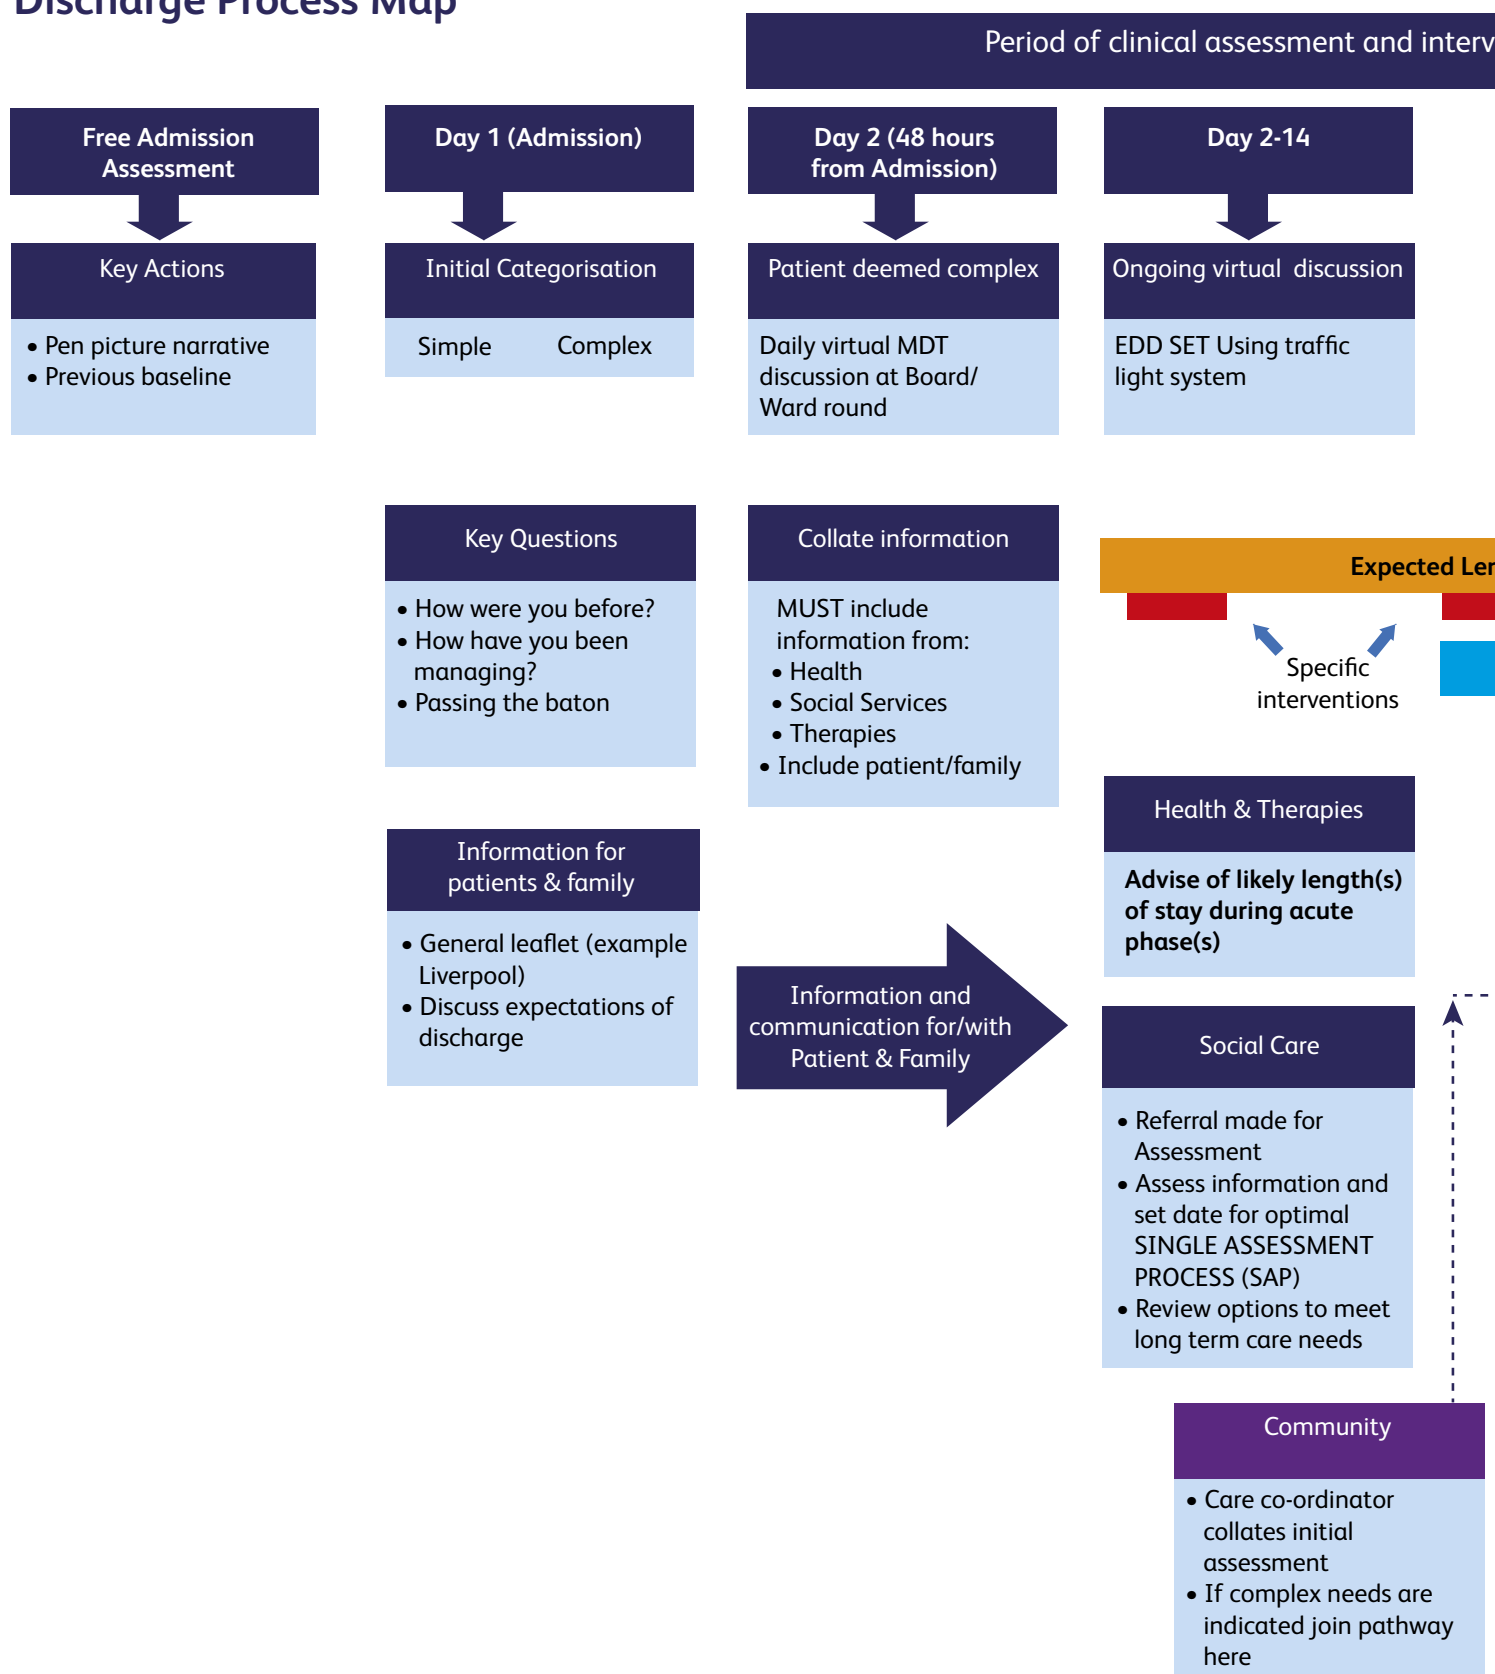 Discharge Process Map
Period of clinical assessment and interv
Free Admission
Assessment
Key Actions
• Pen picture narrative
• Previous baseline
Day 1 (Admission)
Initial Categorisation
Simple Complex
Key Questions
• How were you before?
• How have you been
managing?
• Passing the baton
Information for
patients & family
• General leaflet (example
Liverpool)
• Discuss expectations of
discharge
Day 2 (48 hours
from Admission)
Patient deemed complex
Daily virtual MDT
discussion at Board/
Ward round
Collate information
MUST include
information from:
• Health
• Social Services
• Therapies
• Include patient/family
Information and
communication for/with
Patient & Family
Day 2-14
Ongoing virtual discussion
EDD SET Using traffic
light system
Expected Len
Specific
interventions
Health & Therapies
Advise of likely length(s)
of stay during acute
phase(s)
Social Care
• Referral made for
Assessment
• Assess information and
set date for optimal
SINGLE ASSESSMENT
PROCESS (SAP)
• Review options to meet
long term care needs
Community
• Care co-ordinator
collates initial
assessment
• If complex needs are
indicated join pathway
here